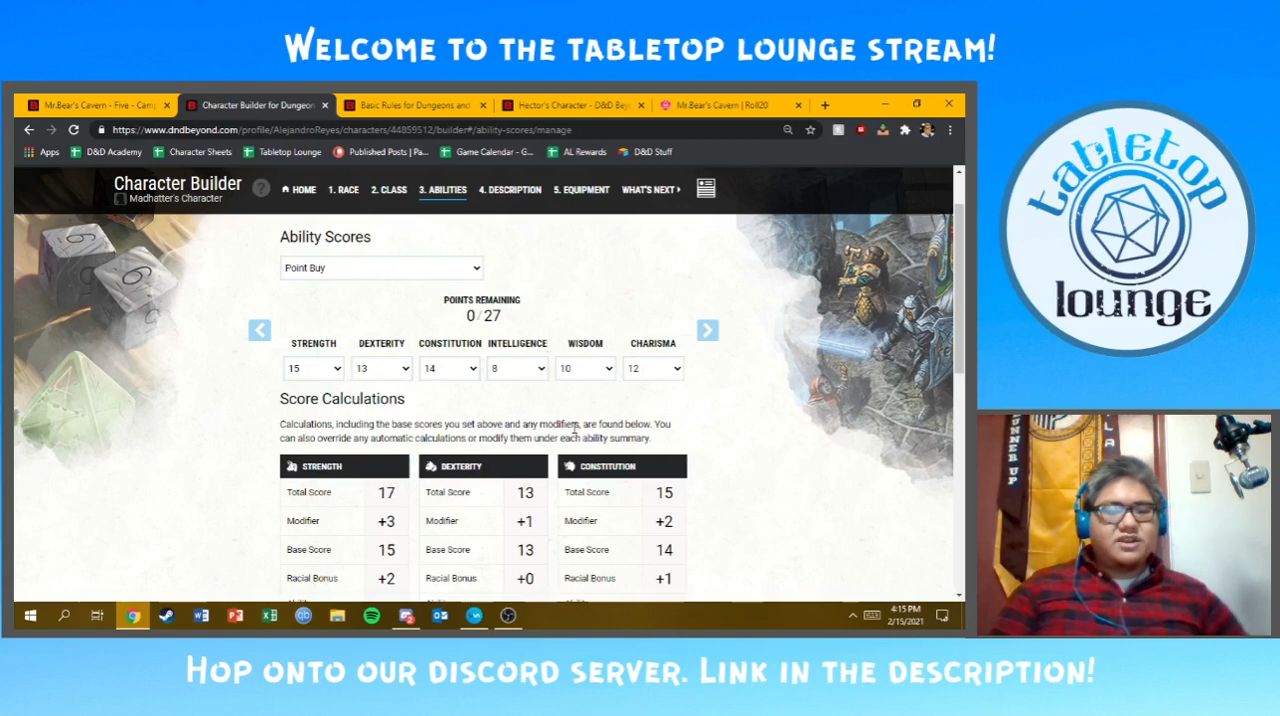 WELCOME TO THE TABLETOP LOUNGE STREAM!
Mr.Bear's Cavern - Five - Camp
Character Builder for Dungeon
Basic Rules for Dungeons and
Hector's Character - D&D Bey
Mr.Bear's Cavern | Roll20
https://www.dndbeyond.com/profile/AlejandroReyes/characters/44859512/builder#/ability-scores/manage
Apps D&D Academy Character Sheets Tabletop Lounge Published Posts | Pa... Game Calendar - G... AL Rewards D&D Stuff
Character Builder
Madhatter's Character
? HOME 1. RACE 2. CLASS 3. ABILITIES 4. DESCRIPTION 5. EQUIPMENT WHAT'S NEXT
Ability Scores
Point Buy
POINTS REMAINING
0 / 27
STRENGTH DEXTERITY CONSTITUTION INTELLIGENCE WISDOM CHARISMA
15 13 14 8 10 12
Score Calculations
Calculations, including the base scores you set above and any modifiers, are found below. You
can also override any automatic calculations or modify them under each ability summary.
STRENGTH DEXTERITY CONSTITUTION
Total Score 17 Total Score 13 Total Score 15
Modifier +3 Modifier +1 Modifier +2
Base Score 15 Base Score 13 Base Score 14
Racial Bonus +2 Racial Bonus +0 Racial Bonus +1
4:15 PM
2/15/2021
tabletop
lounge
HOP ONTO OUR DISCORD SERVER. LINK IN THE DESCRIPTION!